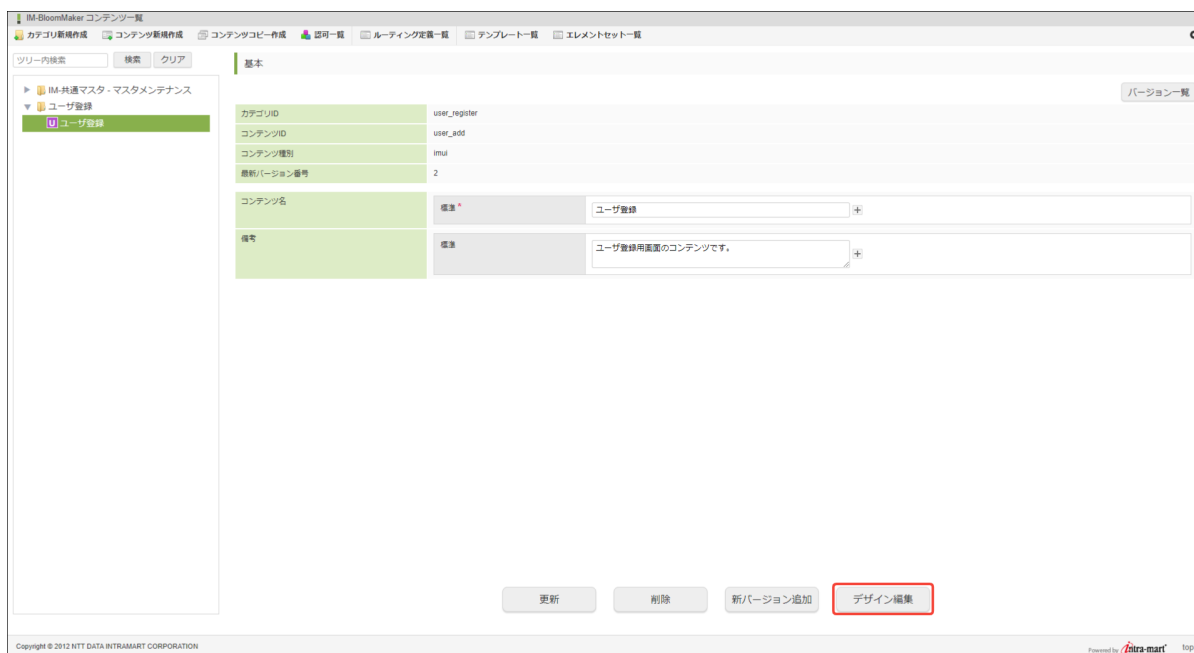 IM-BloomMaker コンテンツ一覧
カテゴリ新規作成 コンテンツ新規作成 コンテンツコピー作成 認可一覧 ルーティング定義一覧 テンプレート一覧 エレメントセット一覧
ツリー内検索 検索 クリア
基本
IM-共通マスタ - マスタメンテナンス
バージョン一覧
ユーザ登録
U ユーザ登録
カテゴリID user_register
コンテンツID user_add
コンテンツ種別 imui
最新バージョン番号 2
コンテンツ名 標準 * ユーザ登録
備考 標準 ユーザ登録用画面のコンテンツです。
更新 削除 新バージョン追加 デザイン編集
Copyright © 2012 NTT DATA INTRAMART CORPORATION
Powered by intra-mart top